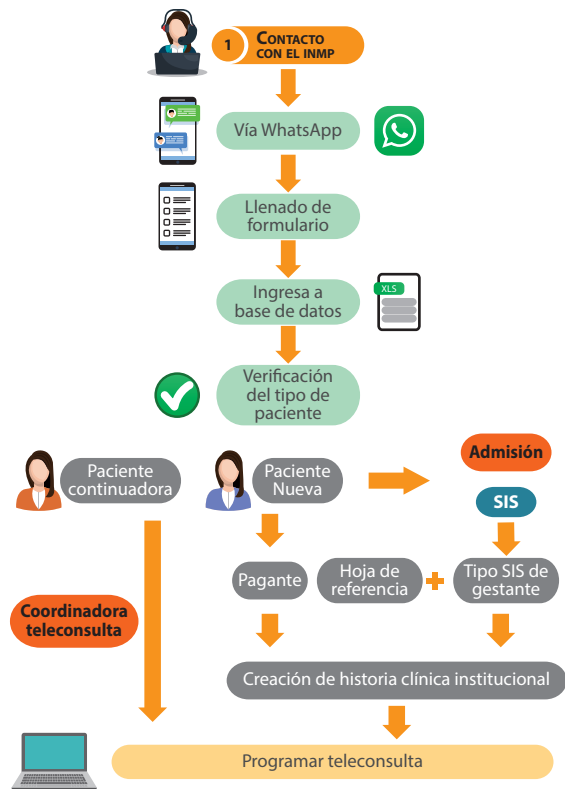 1
CONTACTO
CON EL INMP
Vía WhatsApp
Llenado de
formulario
Ingresa a
base de datos
XLS
Verificación
del tipo de
paciente
Paciente
continuadora
Paciente
Nueva
Admisión
SIS
Pagante
Hoja de
referencia
+
Tipo SIS de
gestante
Coordinadora
teleconsulta
Creación de historia clínica institucional
Programar teleconsulta